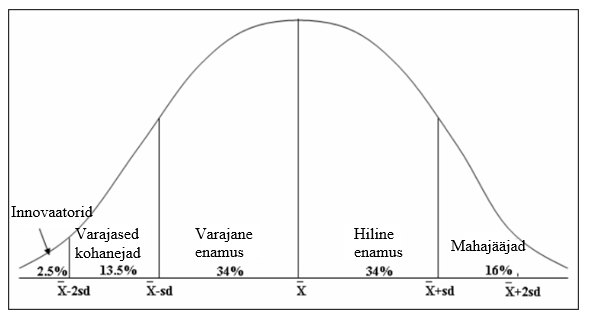 Innovaatorid
Varajased
kohanejad
Varajane
enamus
Hiline
enamus
Mahajääjad
2.5% 13.5% 34% 34% 16%
X̅-2sd X̅-sd X̅ X̅+sd X̅+2sd